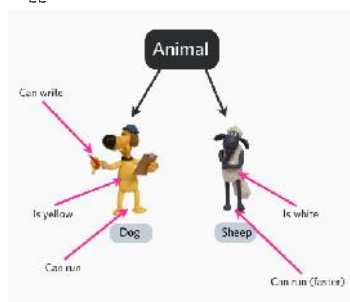 Animal
Can write
Is yellow
Is white
Dog
Sheep
Can run
Can run (faster)